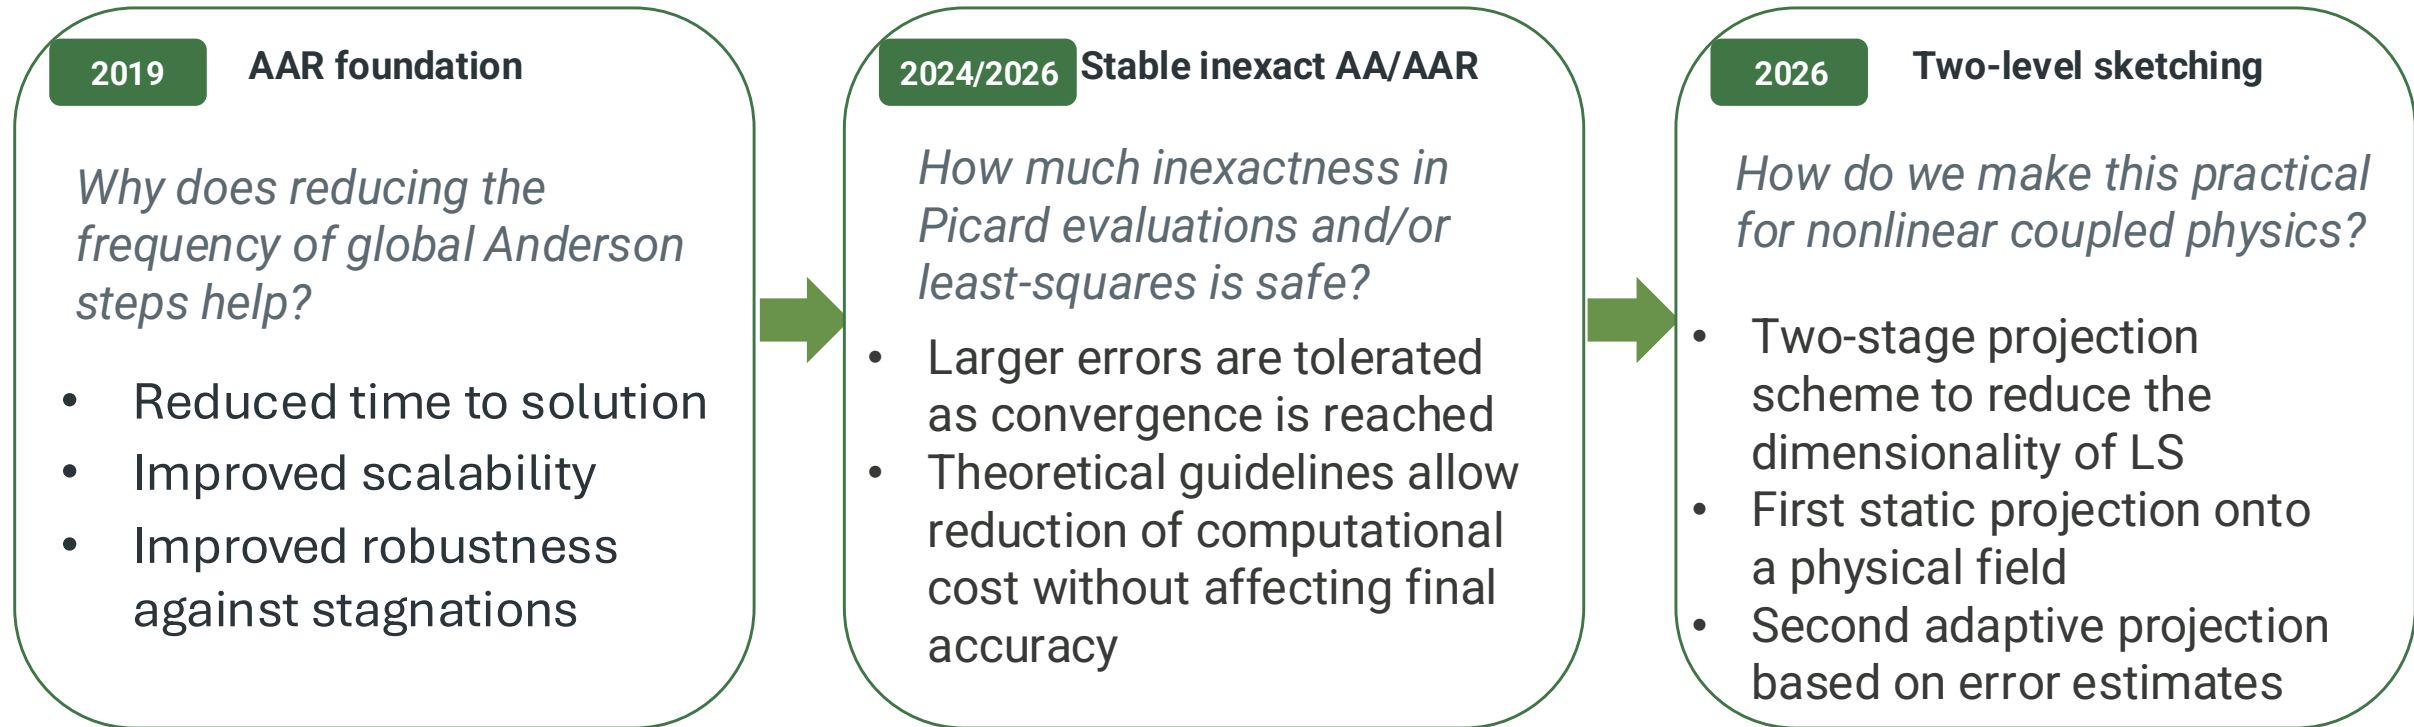 2019 AAR foundation
Why does reducing the
frequency of global Anderson
steps help?
• Reduced time to solution
• Improved scalability
• Improved robustness
against stagnations
2024/2026 Stable inexact AA/AAR
How much inexactness in
Picard evaluations and/or
least-squares is safe?
• Larger errors are tolerated
as convergence is reached
• Theoretical guidelines allow
reduction of computational
cost without affecting final
accuracy
2026 Two-level sketching
How do we make this practical
for nonlinear coupled physics?
• Two-stage projection
scheme to reduce the
dimensionality of LS
• First static projection onto
a physical field
• Second adaptive projection
based on error estimates